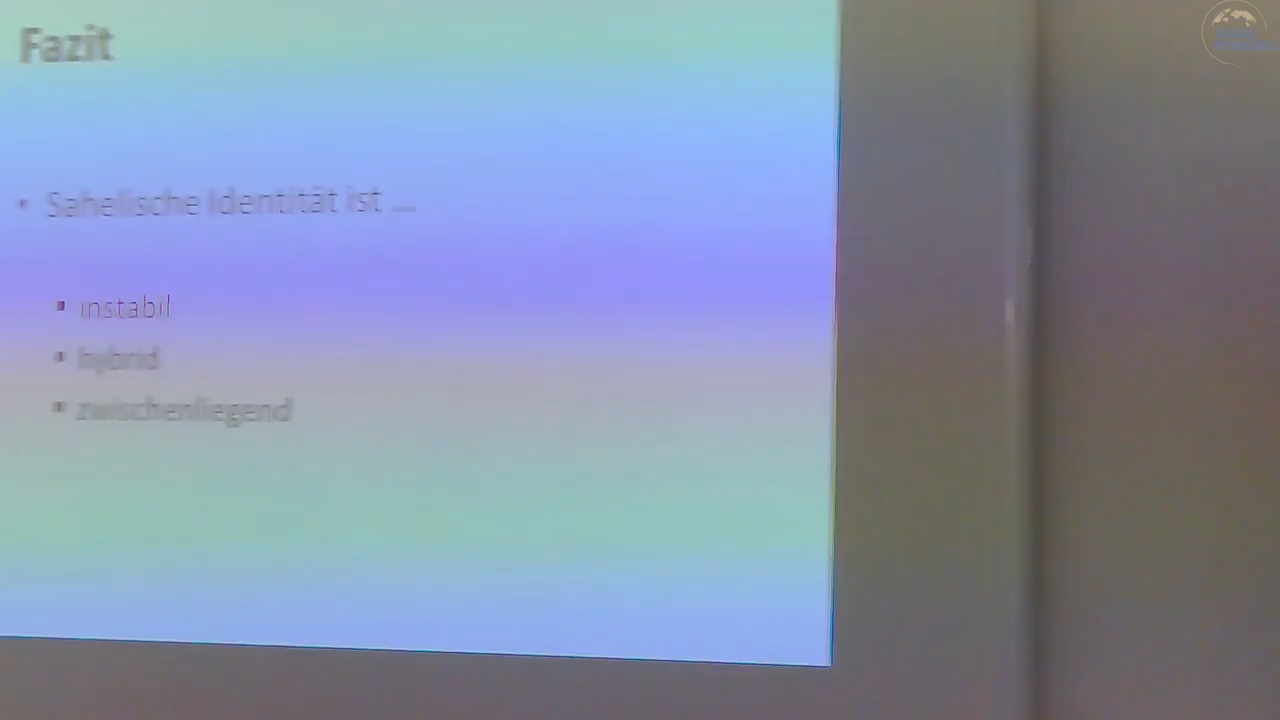 Fazit
• Sahelische Identität ist ...
▪ instabil
▪ hybrid
▪ zwischenliegend